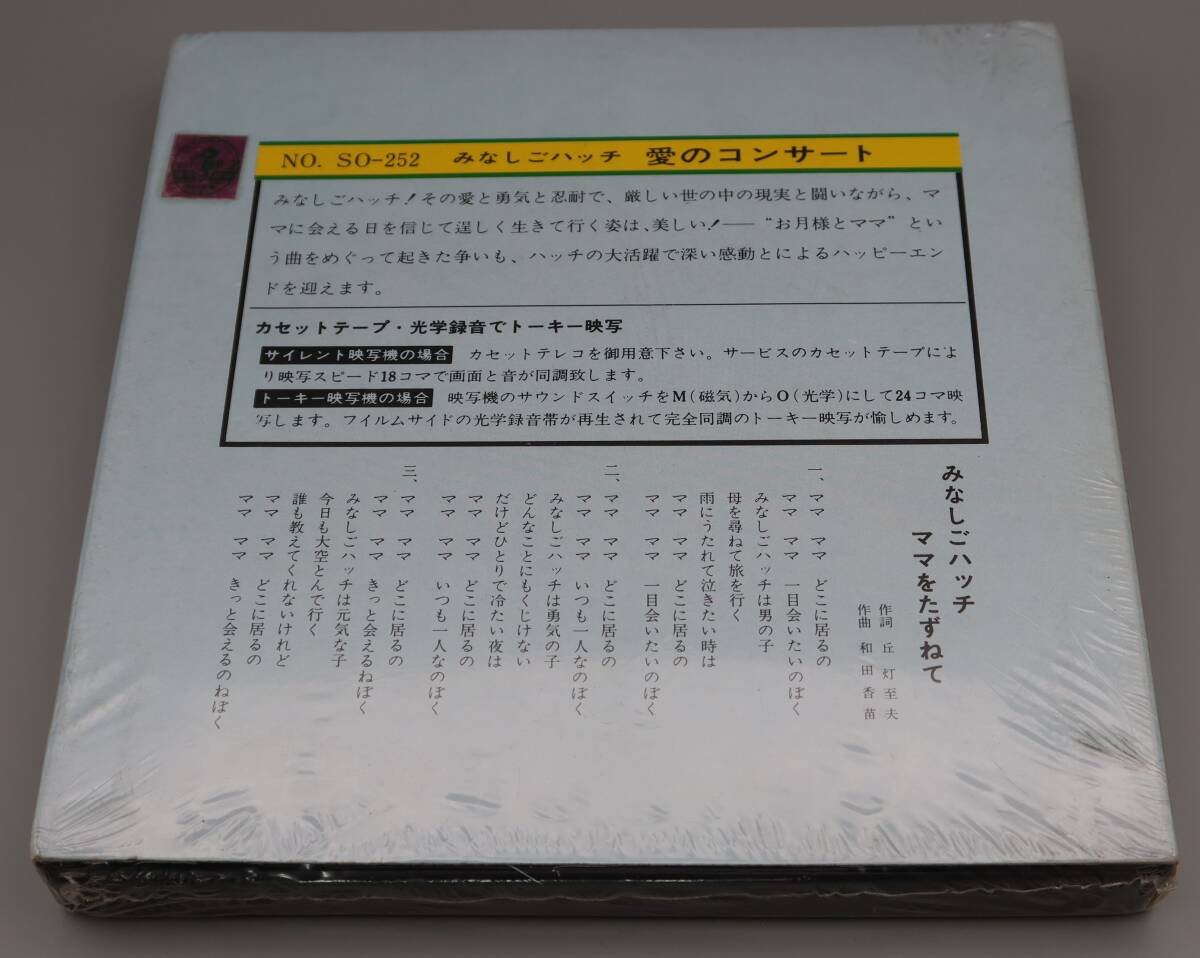 NO. SO-252 みなしごハッチ 愛のコンサート
みなしごハッチ!その愛と勇気と忍耐で、厳しい世の中の現実と闘いながら、マ
マに会える日を信じて逞しく生きて行く姿は、美しい!——“お月様とママ”とい
う曲をめぐって起きた争いも、ハッチの大活躍で深い感動とによるハッピーエン
ドを迎えます。
カセットテープ・光学録音でトーキー映写
サイレント映写機の場合 カセットテレコを御用意下さい。サービスのカセットテープによ
り映写スピード18コマで画面と音が同調致します。
トーキー映写機の場合 映写機のサウンドスイッチをM(磁気)からO(光学)にして24コマ映
写します。フイルムサイドの光学録音帯が再生されて完全同調のトーキー映写が愉しめます。
みなしごハッチ
ママをたずねて
作詞 丘 灯至夫
作曲 和田香苗
一、ママ ママ どこに居るの
ママ ママ 一目会いたいのぼく
みなしごハッチは男の子
母を尋ねて旅を行く
雨にうたれて泣きたい時は
ママ ママ どこに居るの
ママ ママ 一目会いたいのぼく
二、ママ ママ どこに居るの
ママ ママ いつも一人なのぼく
みなしごハッチは勇気の子
どんなことにもくじけない
だけどひとりで冷たい夜は
ママ ママ どこに居るの
ママ ママ いつも一人なのぼく
三、ママ ママ どこに居るの
ママ ママ きっと会えるねぼく
みなしごハッチは元気な子
今日も大空とんで行く
誰も教えてくれないけれど
ママ ママ どこに居るの
ママ ママ きっと会えるのねぼく